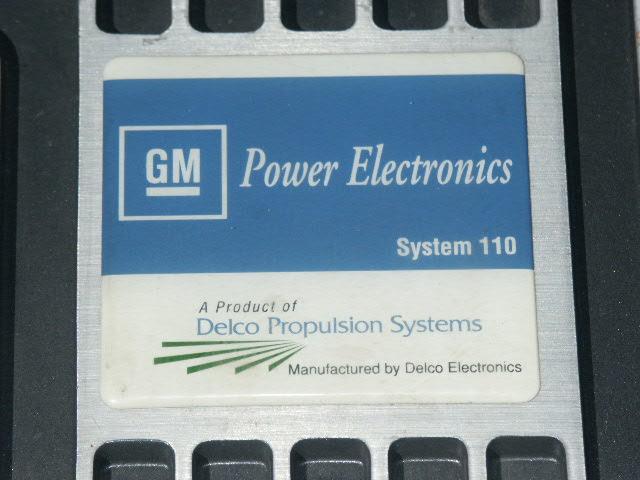 GM
Power Electronics
System 110
A Product of
Delco Propulsion Systems
Manufactured by Delco Electronics